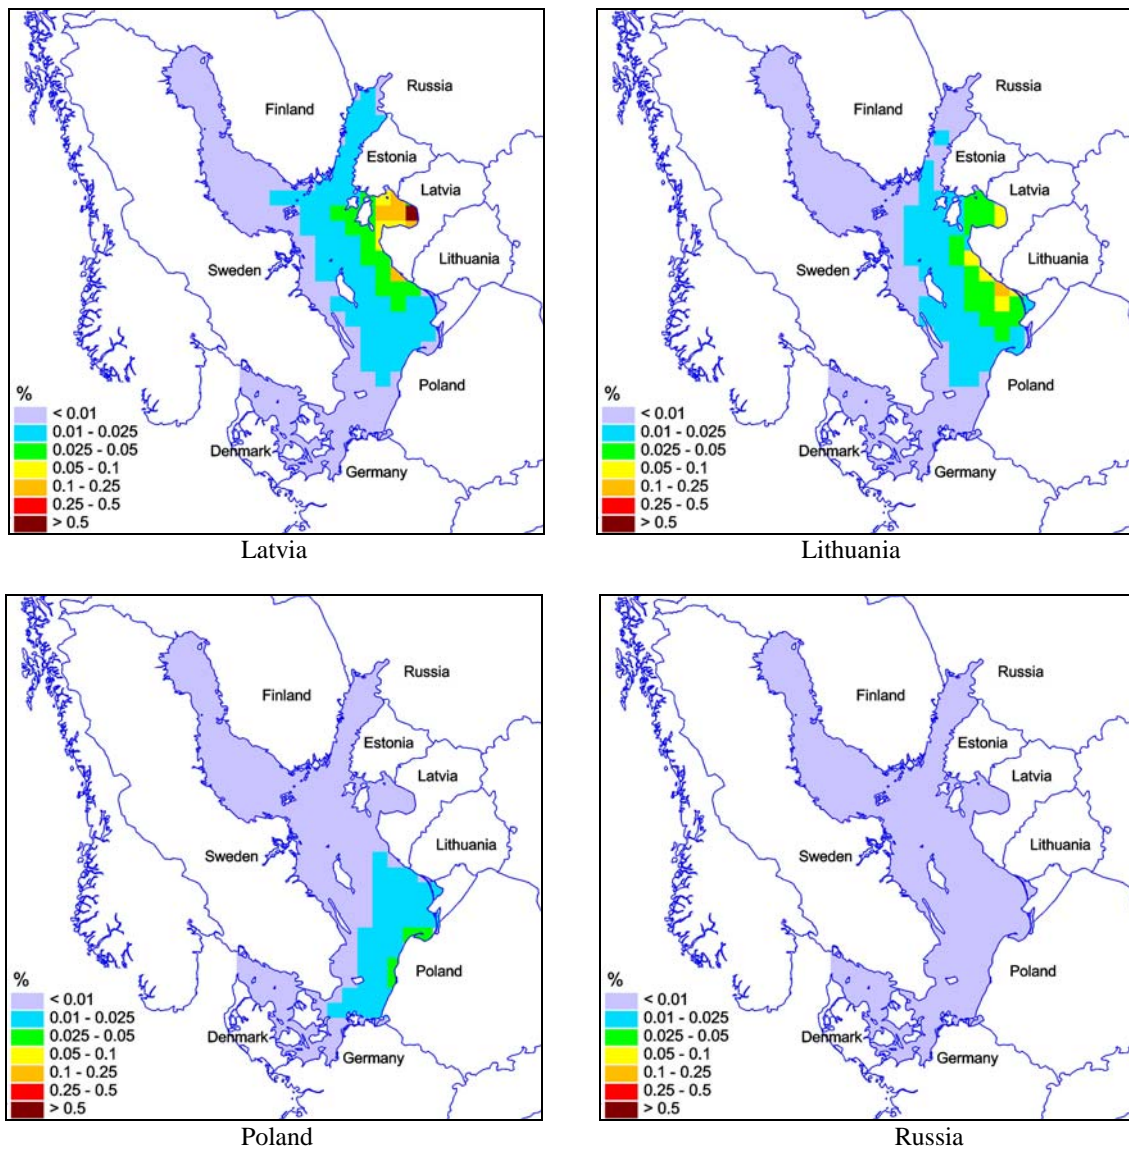 Russia
Finland
Estonia
Latvia
Lithuania
Sweden
Poland
Denmark
Germany
%
< 0.01
0.01 - 0.025
0.025 - 0.05
0.05 - 0.1
0.1 - 0.25
0.25 - 0.5
> 0.5
Latvia
Russia
Finland
Estonia
Latvia
Lithuania
Sweden
Poland
Denmark
Germany
%
< 0.01
0.01 - 0.025
0.025 - 0.05
0.05 - 0.1
0.1 - 0.25
0.25 - 0.5
> 0.5
Lithuania
Russia
Finland
Estonia
Latvia
Lithuania
Sweden
Poland
Denmark
Germany
%
< 0.01
0.01 - 0.025
0.025 - 0.05
0.05 - 0.1
0.1 - 0.25
0.25 - 0.5
> 0.5
Poland
Russia
Finland
Estonia
Latvia
Lithuania
Sweden
Poland
Denmark
Germany
%
< 0.01
0.01 - 0.025
0.025 - 0.05
0.05 - 0.1
0.1 - 0.25
0.25 - 0.5
> 0.5
Russia